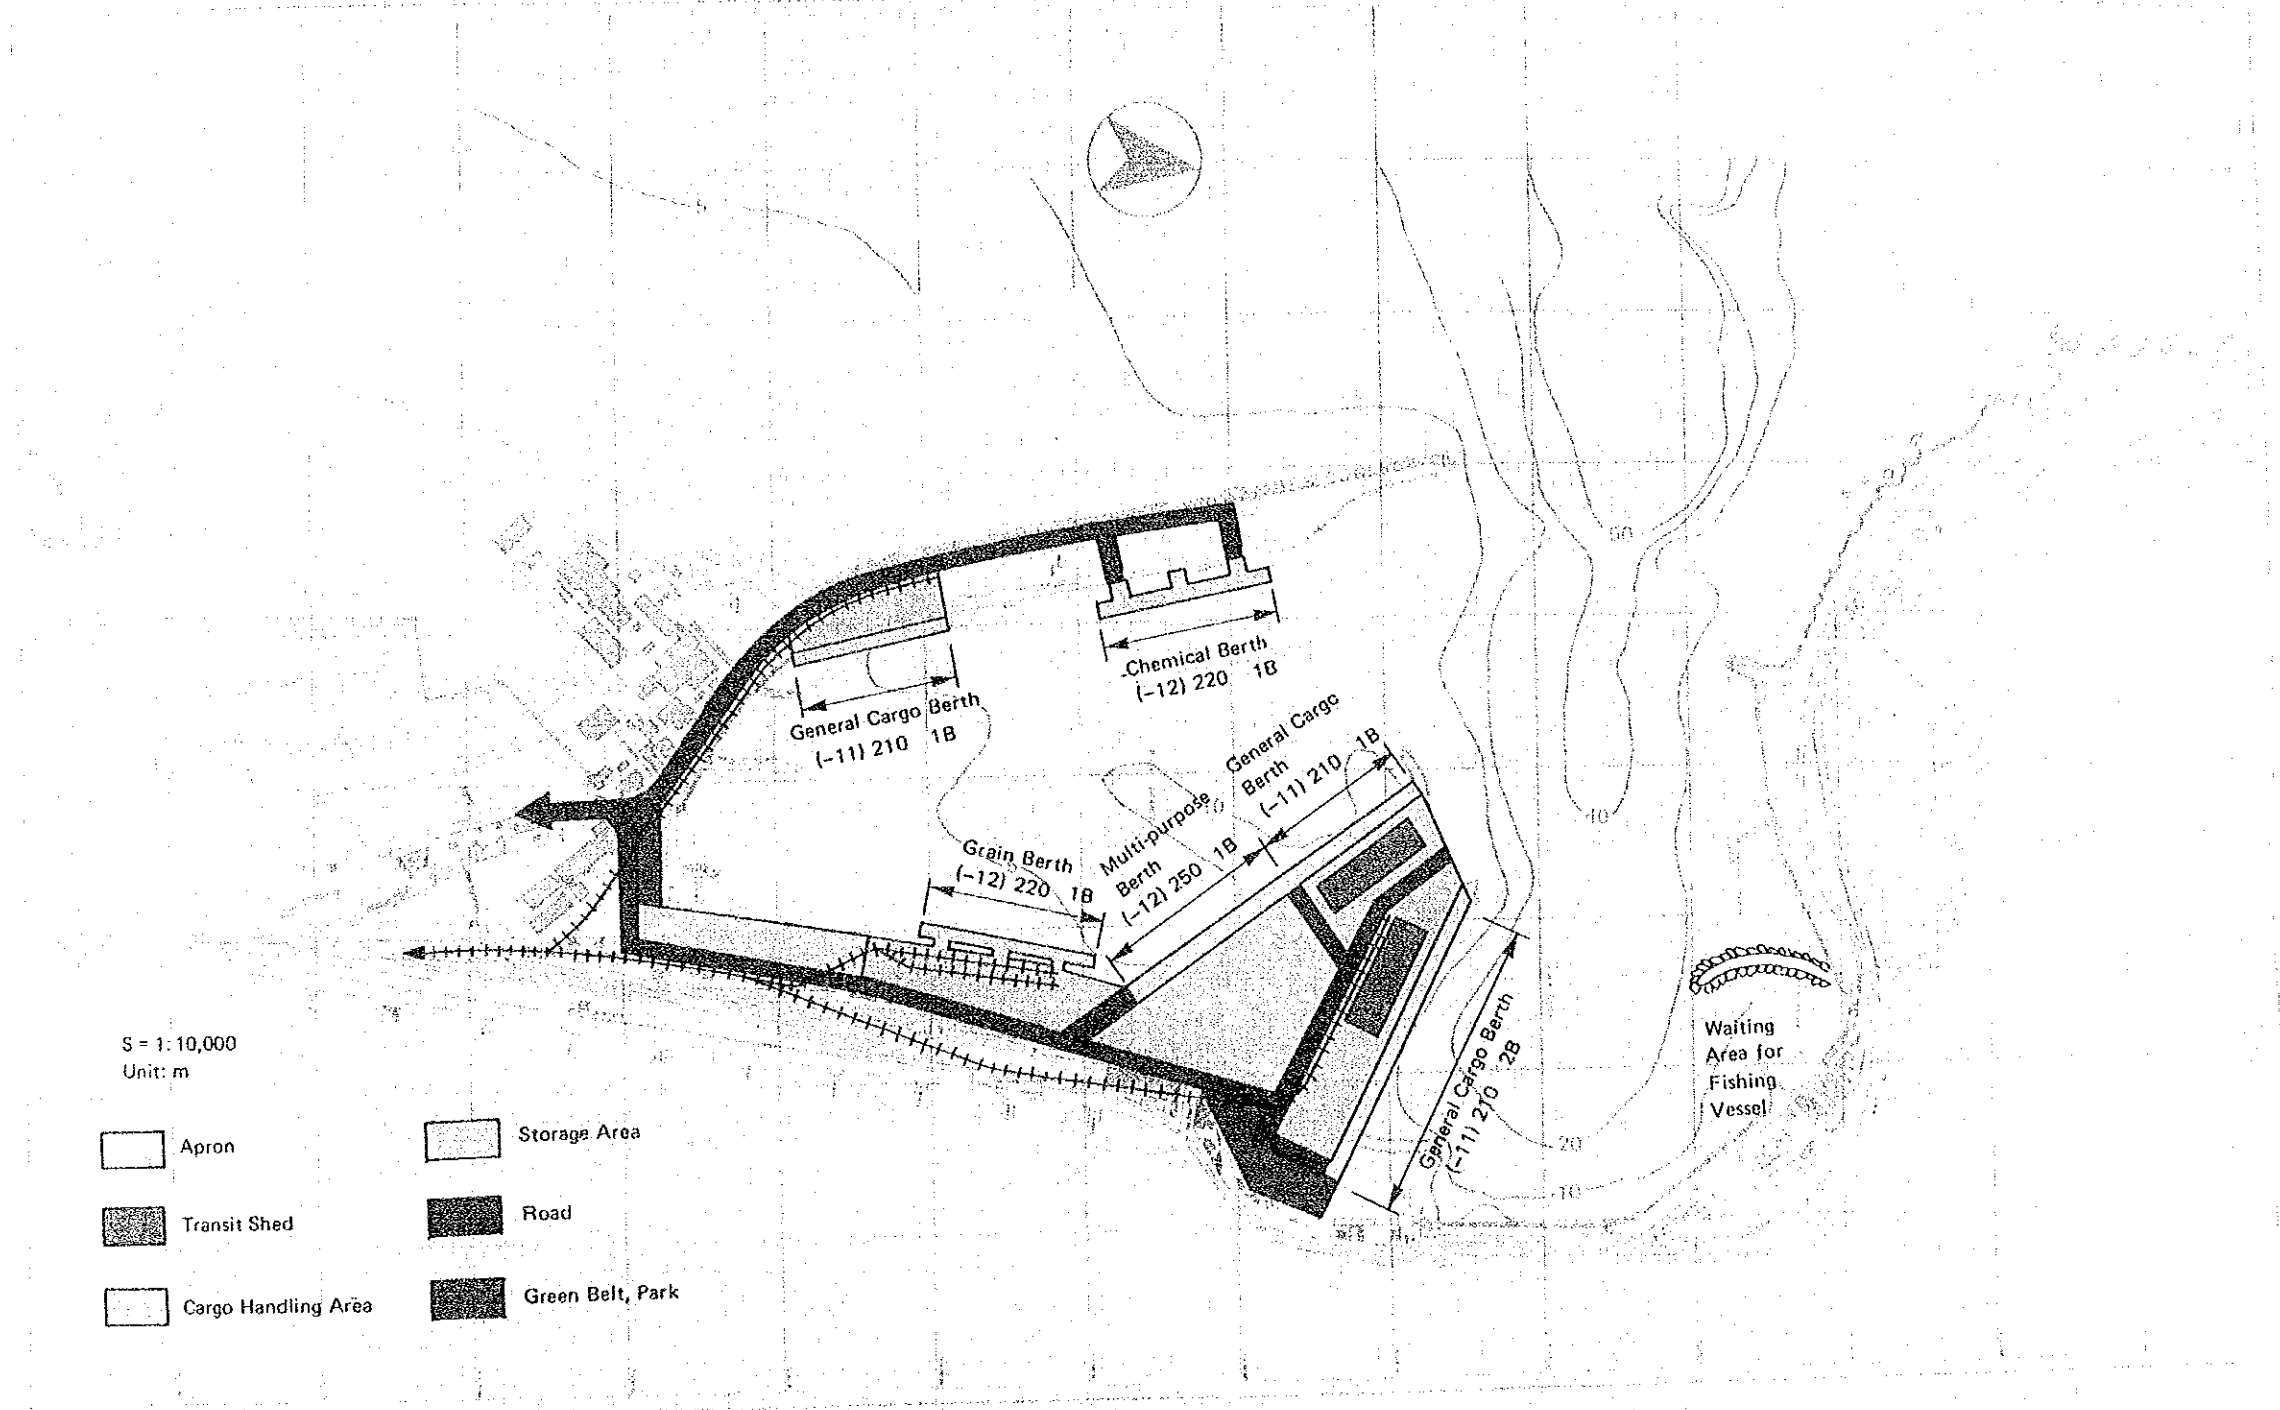 General Cargo Berth
(-11) 210 1B
Chemical Berth
(-12) 220 1B
General Cargo
Berth
(-11) 210 1B
Multi-purpose
Berth
(-12) 250 1B
Grain Berth
(-12) 220 1B
General Cargo Berth
(-11) 210 2B
Waiting
Area for
Fishing
Vessel
20
10
S = 1:10,000
Unit: m
Apron
Transit Shed
Cargo Handling Area
Storage Area
Road
Green Belt, Park